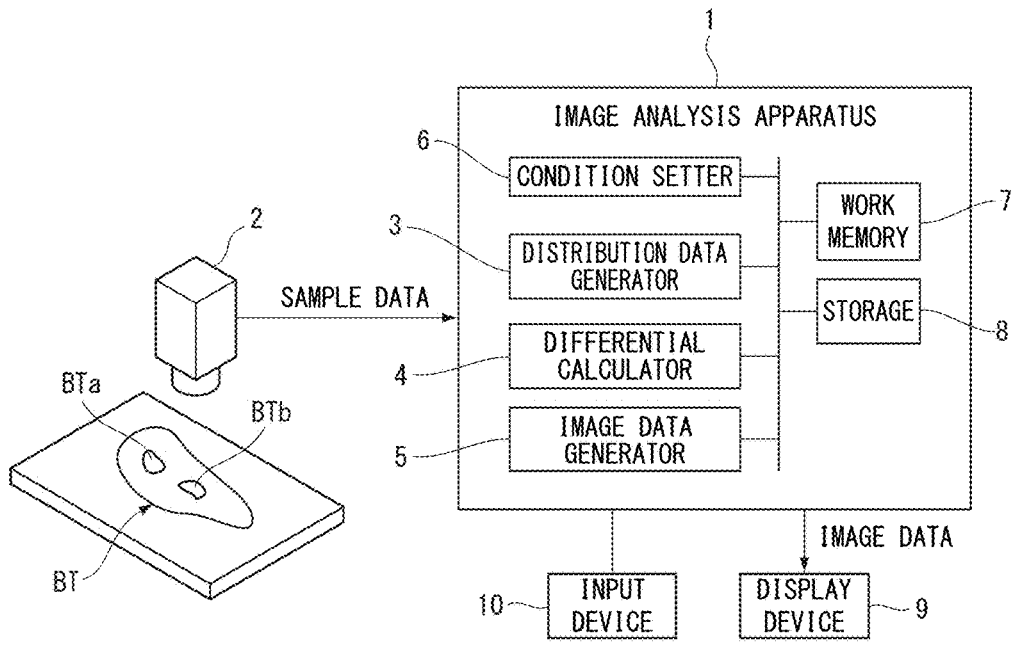 1
IMAGE ANALYSIS APPARATUS
6
CONDITION SETTER
7
WORK
MEMORY
2
3
DISTRIBUTION DATA
GENERATOR
SAMPLE DATA
STORAGE
8
4
DIFFERENTIAL
CALCULATOR
BTa
BTb
5
IMAGE DATA
GENERATOR
BT
IMAGE DATA
10
INPUT
DEVICE
DISPLAY
DEVICE
9